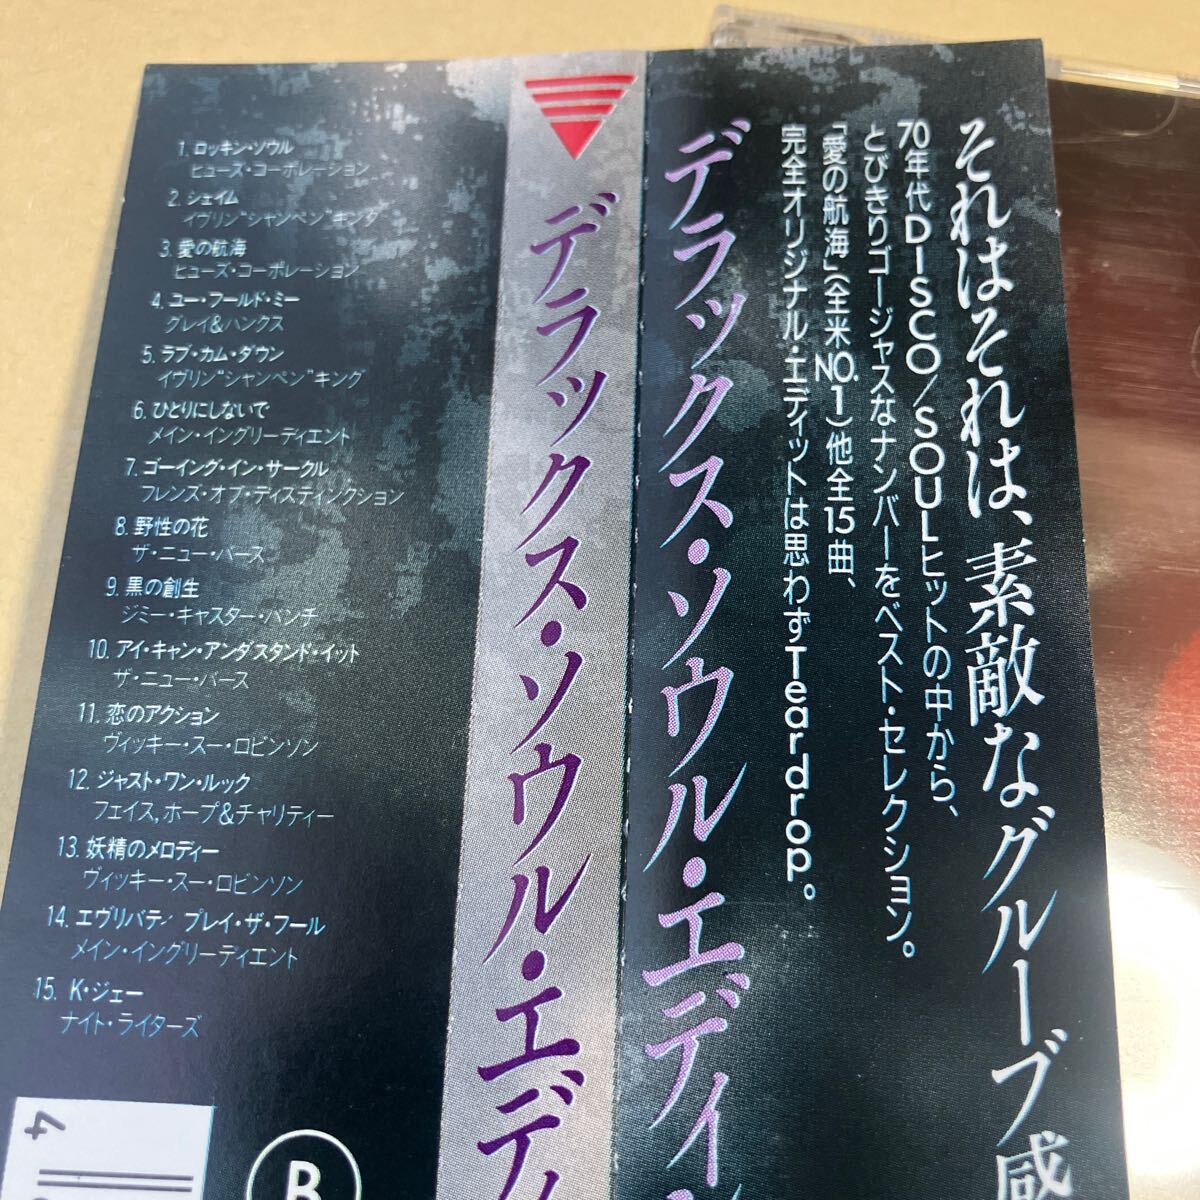 1. ロッキン・ソウル
ヒューズ・コーポレーション
2. シェイム
イヴリン"シャンペン"キング
3. 愛の航海
ヒューズ・コーポレーション
4. ユー・フールド・ミー
グレイ&ハンクス
5. ラブ・カム・ダウン
イヴリン"シャンペン"キング
6. ひとりにしないで
メイン・イングリーディエント
7. ゴーイング・イン・サークル
フレンズ・オブ・ディスティンクション
8. 野性の花
ザ・ニュー・バース
9. 黒の創生
ジミー・キャスター・バンチ
10. アイ・キャン・アンダスタンド・イット
ザ・ニュー・バース
11. 恋のアクション
ヴィッキー・スー・ロビンソン
12. ジャスト・ワン・ルック
フェイス,ホープ&チャリティー
13. 妖精のメロディー
ヴィッキー・スー・ロビンソン
14. エヴリバディ プレイ・ザ・フール
メイン・イングリーディエント
15. K・ジェー
ナイト・ライターズ
4
R
デラックス・ソウル・エディ
デラックス・ソウル・エディ
それはそれは、素敵な、グルーブ感
70年代DISCO/SOULヒットの中から、
とびきりゴージャスなナンバーをベスト・セレクション。
「愛の航海」(全米NO.1)他全15曲、
完全オリジナル・エディットは思わずTear drop。